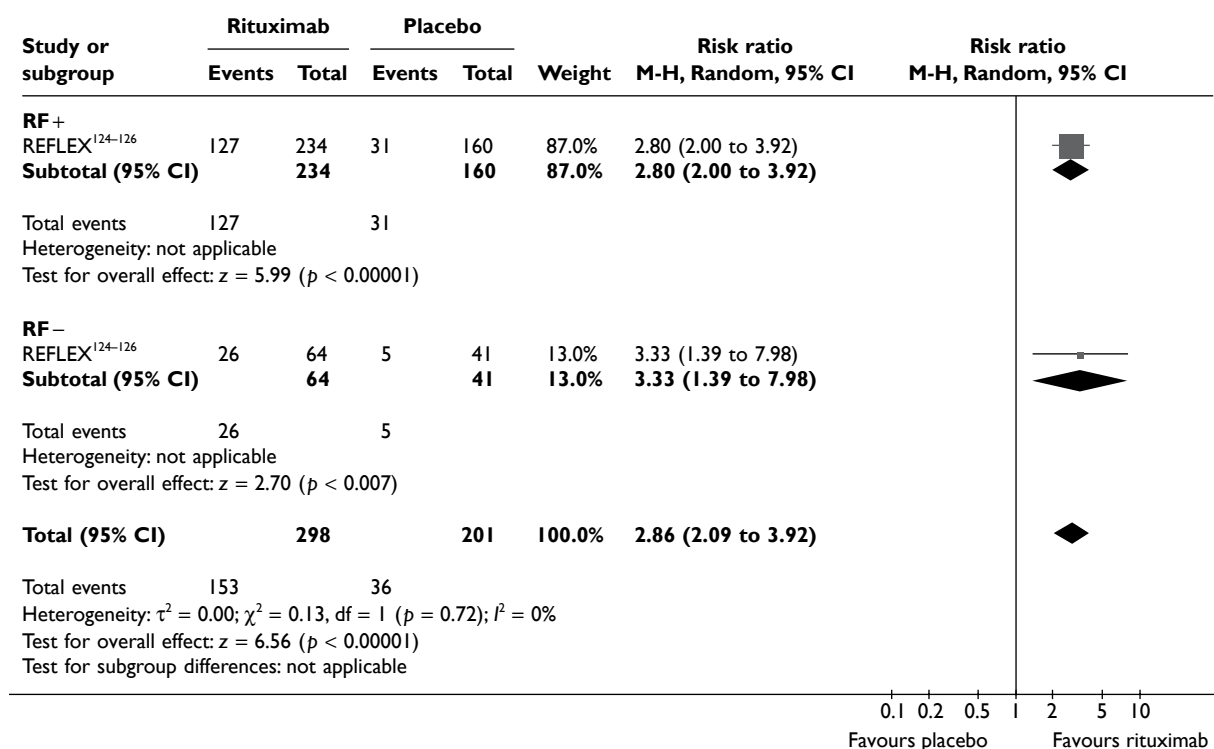 Rituximab Placebo
Study or subgroup Events Total Events Total Weight Risk ratio M-H, Random, 95% CI Risk ratio M-H, Random, 95% CI
RF+
REFLEX124–126 127 234 31 160 87.0% 2.80 (2.00 to 3.92)
Subtotal (95% CI) 234 160 87.0% 2.80 (2.00 to 3.92)
Total events 127 31
Heterogeneity: not applicable
Test for overall effect: z = 5.99 (p < 0.00001)
RF−
REFLEX124–126 26 64 5 41 13.0% 3.33 (1.39 to 7.98)
Subtotal (95% CI) 64 41 13.0% 3.33 (1.39 to 7.98)
Total events 26 5
Heterogeneity: not applicable
Test for overall effect: z = 2.70 (p < 0.007)
Total (95% CI) 298 201 100.0% 2.86 (2.09 to 3.92)
Total events 153 36
Heterogeneity: τ² = 0.00; χ² = 0.13, df = 1 (p = 0.72); I² = 0%
Test for overall effect: z = 6.56 (p < 0.00001)
Test for subgroup differences: not applicable
0.1 0.2 0.5 1 2 5 10
Favours placebo Favours rituximab